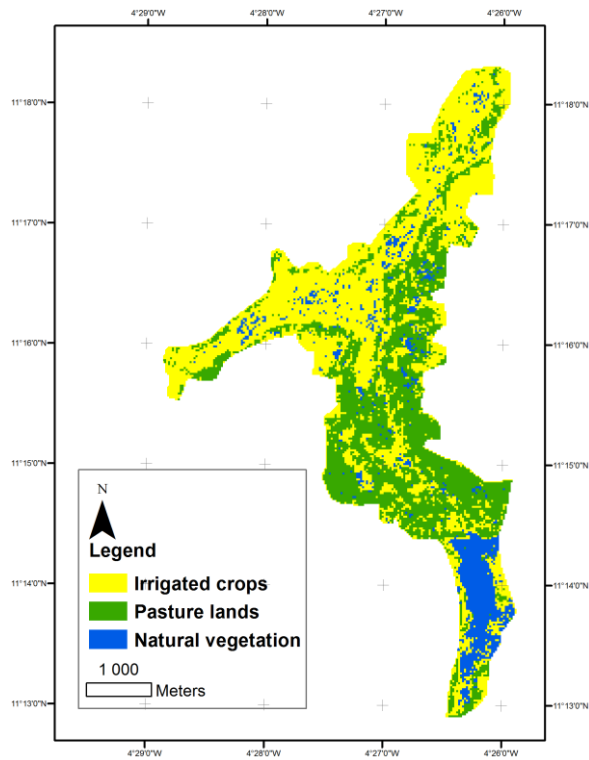 4°29'0"W 4°28'0"W 4°27'0"W 4°26'0"W
11°18'0"N 11°18'0"N
11°17'0"N 11°17'0"N
11°16'0"N 11°16'0"N
11°15'0"N 11°15'0"N
N
Legend
11°14'0"N 11°14'0"N
Irrigated crops
Pasture lands
Natural vegetation
1 000
Meters
11°13'0"N 11°13'0"N
4°29'0"W 4°28'0"W 4°27'0"W 4°26'0"W